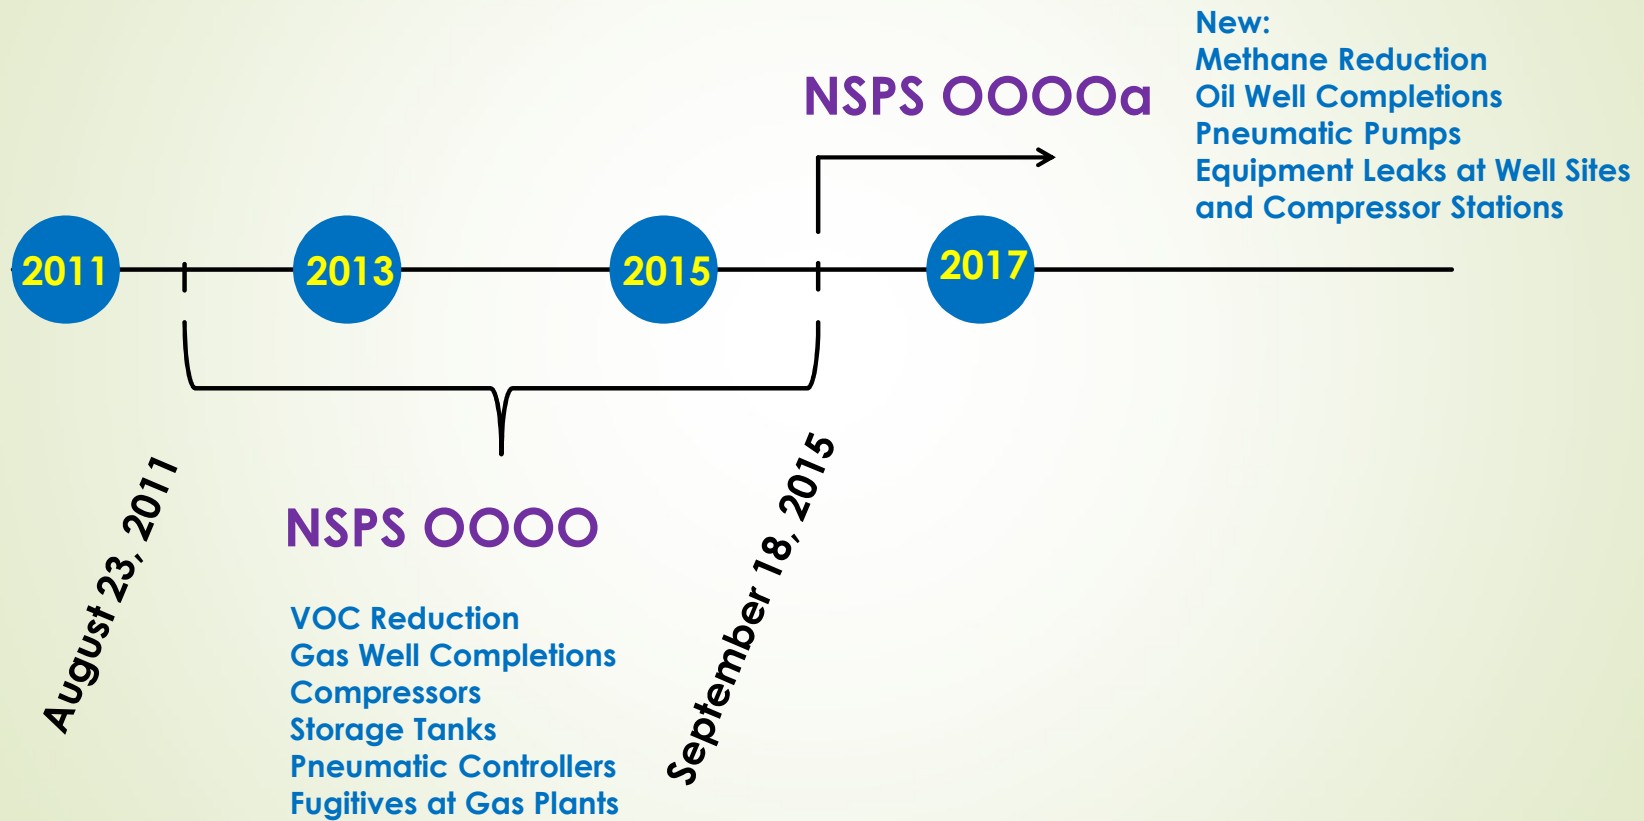 New:
Methane Reduction
Oil Well Completions
Pneumatic Pumps
Equipment Leaks at Well Sites
and Compressor Stations
NSPS OOOOa
2011
2013
2015
2017
August 23, 2011
September 18, 2015
NSPS OOOO
VOC Reduction
Gas Well Completions
Compressors
Storage Tanks
Pneumatic Controllers
Fugitives at Gas Plants